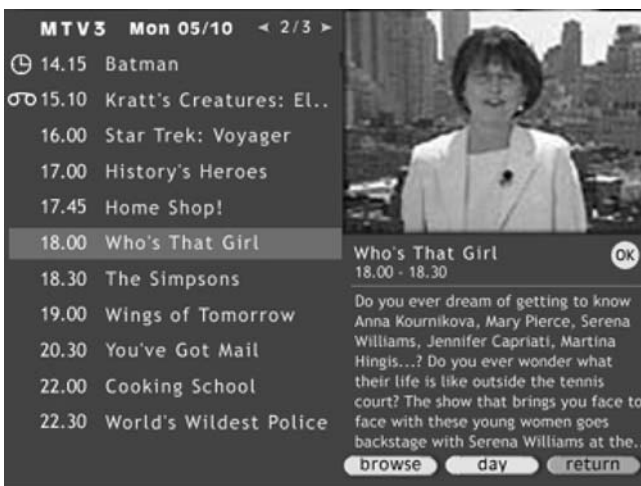 MTV3 Mon 05/10 ◄ 2/3 ►
14.15 Batman
15.10 Kratt's Creatures: El..
16.00 Star Trek: Voyager
17.00 History's Heroes
17.45 Home Shop!
18.00 Who's That Girl
18.30 The Simpsons
19.00 Wings of Tomorrow
20.30 You've Got Mail
22.00 Cooking School
22.30 World's Wildest Police
Who's That Girl OK
18.00 - 18.30
Do you ever dream of getting to know
Anna Kournikova, Mary Pierce, Serena
Williams, Jennifer Capriati, Martina
Hingis...? Do you ever wonder what
their life is like outside the tennis
court? The show that brings you face to
face with these young women goes
backstage with Serena Williams at the..
browse day return